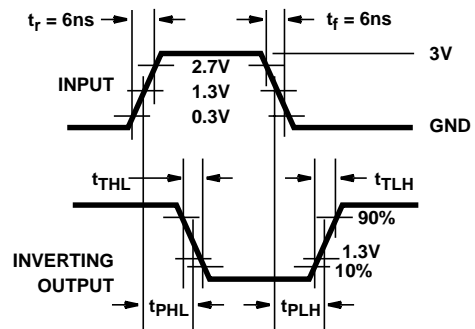 tr = 6ns
tf = 6ns
3V
INPUT
2.7V
1.3V
0.3V
GND
tTHL
tTLH
90%
1.3V
10%
INVERTING
OUTPUT
tPHL
tPLH